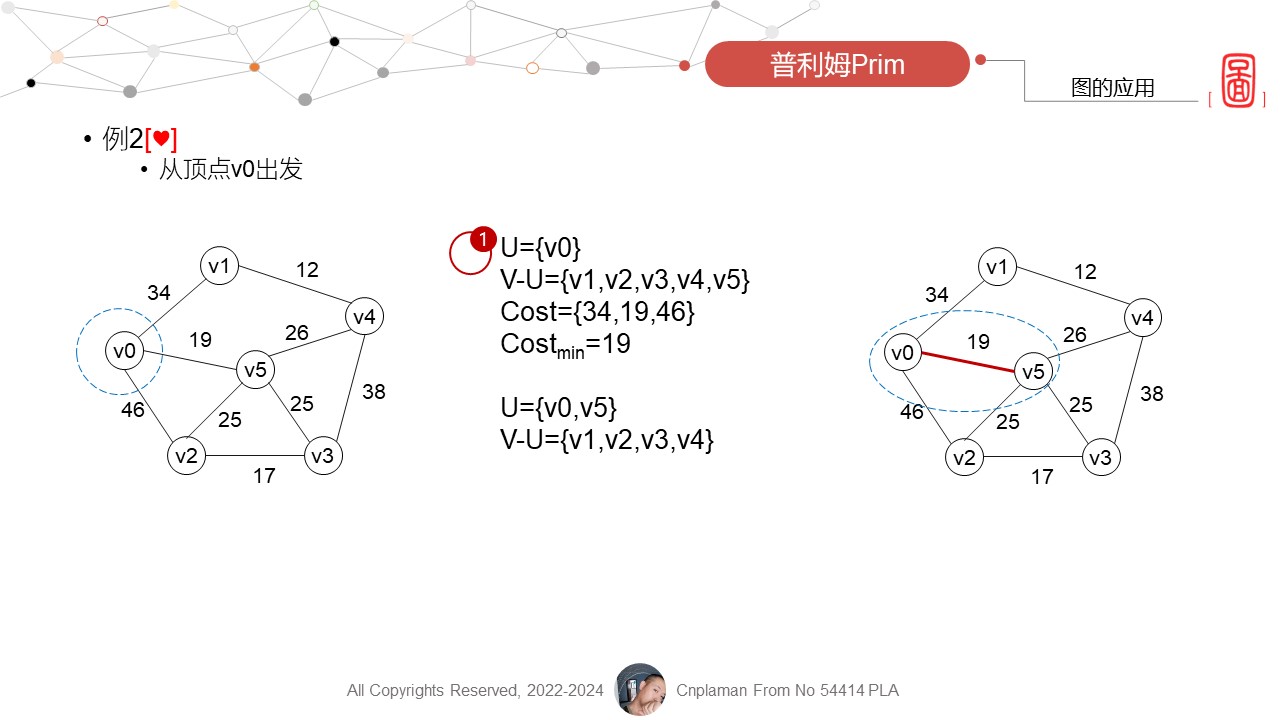 普利姆Prim
图的应用
[图]
• 例2[♥]
• 从顶点v0出发
v1
12
34
v4
19
26
v0
v5
38
46
25
25
v2
v3
17
1
U={v0}
V-U={v1,v2,v3,v4,v5}
Cost={34,19,46}
Costmin=19
U={v0,v5}
V-U={v1,v2,v3,v4}
v1
12
34
v4
19
26
v0
v5
38
46
25
25
v2
v3
17
All Copyrights Reserved, 2022-2024
Cnplaman From No 54414 PLA